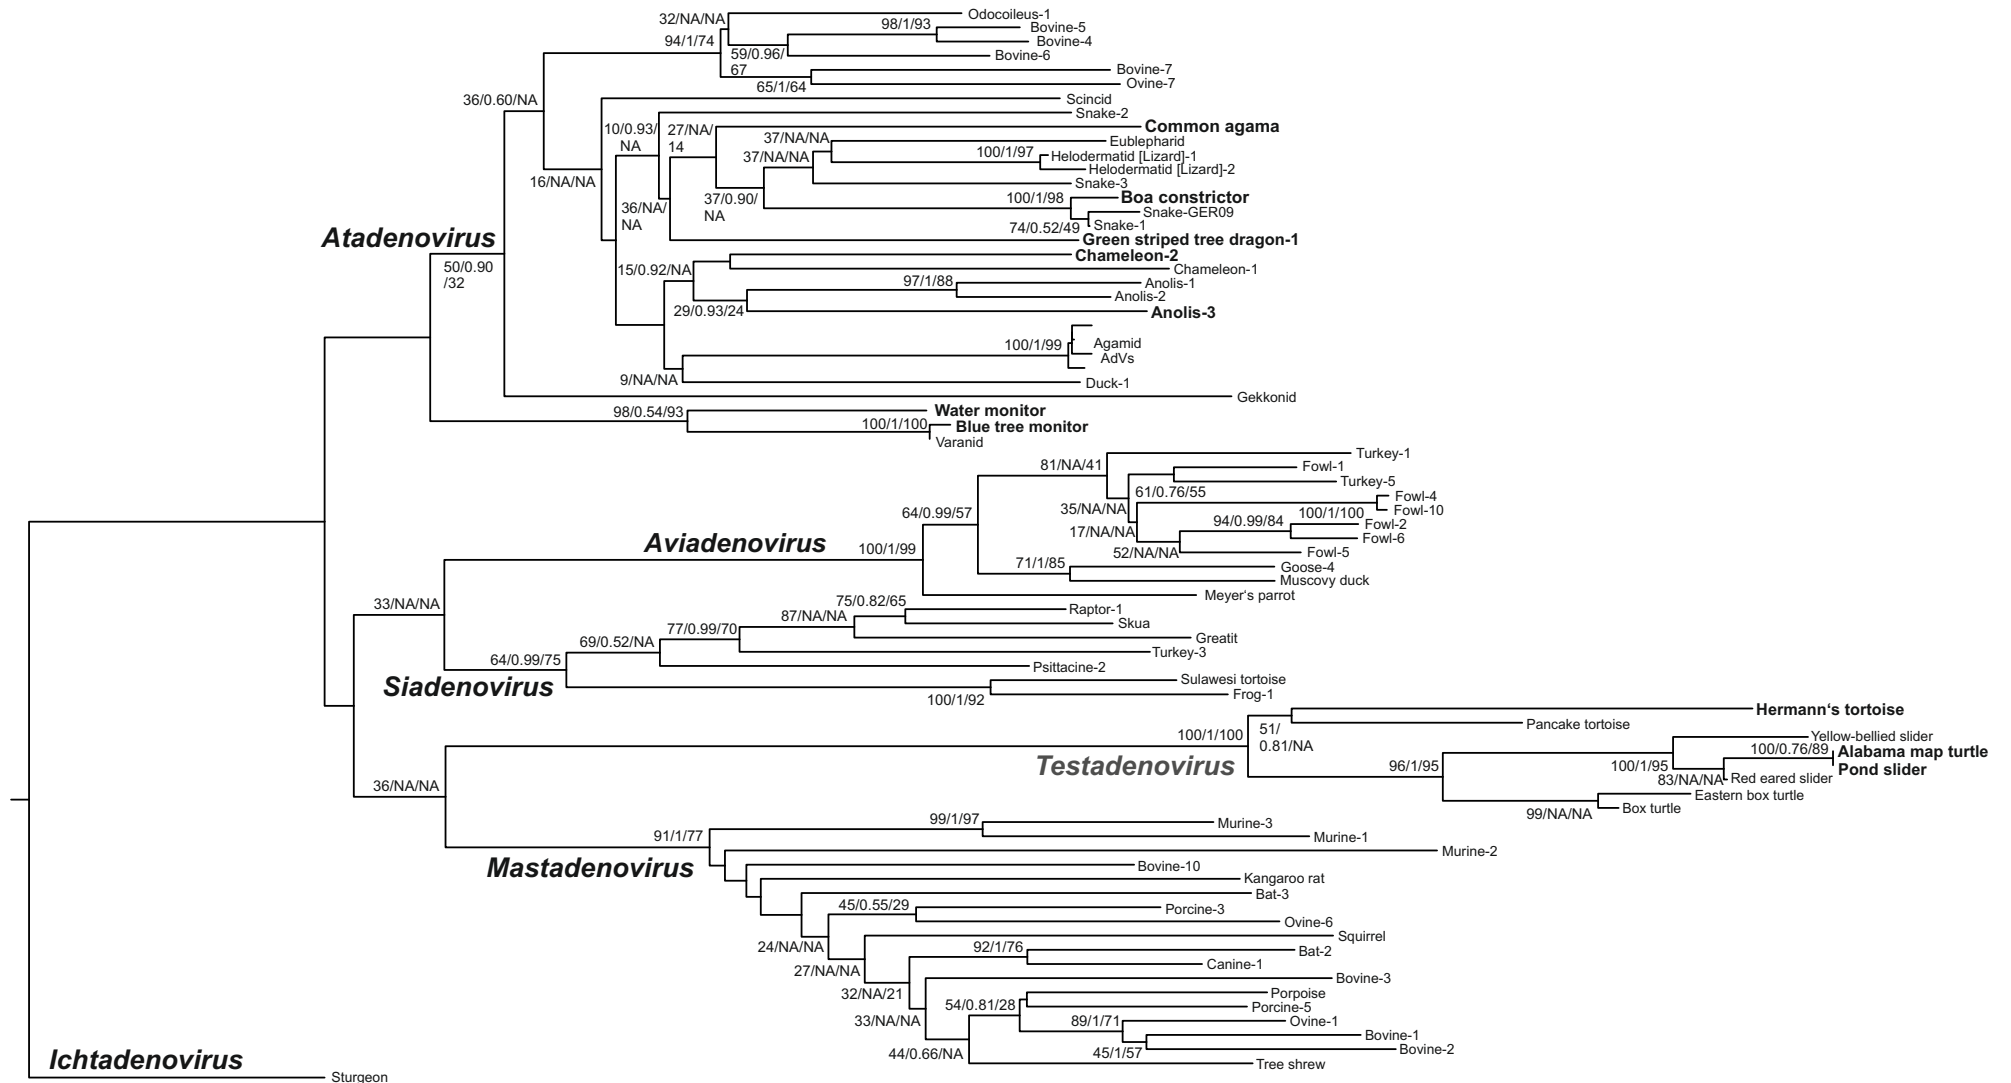 Odocoileus-1
32/NA/NA
98/1/93
Bovine-5
94/1/74
Bovine-4
59/0.96/
67
Bovine-6
Bovine-7
65/1/64
Ovine-7
36/0.60/NA
Scincid
Snake-2
10/0.93/
NA
27/NA/
14
Common agama
37/NA/NA
Eublepharid
37/NA/NA
100/1/97
Helodermatid [Lizard]-1
Helodermatid [Lizard]-2
16/NA/NA
Snake-3
37/0.90/
NA
100/1/98
Boa constrictor
36/NA/
NA
Snake-GER09
74/0.52/49
Snake-1
Atadenovirus
Green striped tree dragon-1
50/0.90
/32
Chameleon-2
15/0.92/NA
Chameleon-1
97/1/88
Anolis-1
Anolis-2
29/0.93/24
Anolis-3
100/1/99
Agamid
AdVs
9/NA/NA
Duck-1
Gekkonid
98/0.54/93
Water monitor
100/1/100
Blue tree monitor
Varanid
Turkey-1
81/NA/41
Fowl-1
Turkey-5
61/0.76/55
Fowl-4
35/NA/NA
100/1/100
Fowl-10
64/0.99/57
94/0.99/84
Fowl-2
17/NA/NA
Fowl-6
Aviadenovirus
100/1/99
52/NA/NA
Fowl-5
71/1/85
Goose-4
Muscovy duck
Meyer's parrot
33/NA/NA
75/0.82/65
Raptor-1
87/NA/NA
Skua
77/0.99/70
Greatit
69/0.52/NA
Turkey-3
64/0.99/75
Psittacine-2
Siadenovirus
Sulawesi tortoise
100/1/92
Frog-1
Hermann‘s tortoise
51/
0.81/NA
Pancake tortoise
100/1/100
Yellow-bellied slider
100/0.76/89
Alabama map turtle
Testadenovirus
96/1/95
100/1/95
Pond slider
83/NA/NA
Red eared slider
36/NA/NA
Eastern box turtle
99/NA/NA
Box turtle
99/1/97
Murine-3
91/1/77
Murine-1
Murine-2
Mastadenovirus
Bovine-10
Kangaroo rat
Bat-3
45/0.55/29
Porcine-3
Ovine-6
24/NA/NA
Squirrel
92/1/76
Bat-2
27/NA/NA
Canine-1
Bovine-3
32/NA/21
Porpoise
54/0.81/28
Porcine-5
33/NA/NA
89/1/71
Ovine-1
Bovine-1
44/0.66/NA
45/1/57
Bovine-2
Ichtadenovirus
Tree shrew
Sturgeon